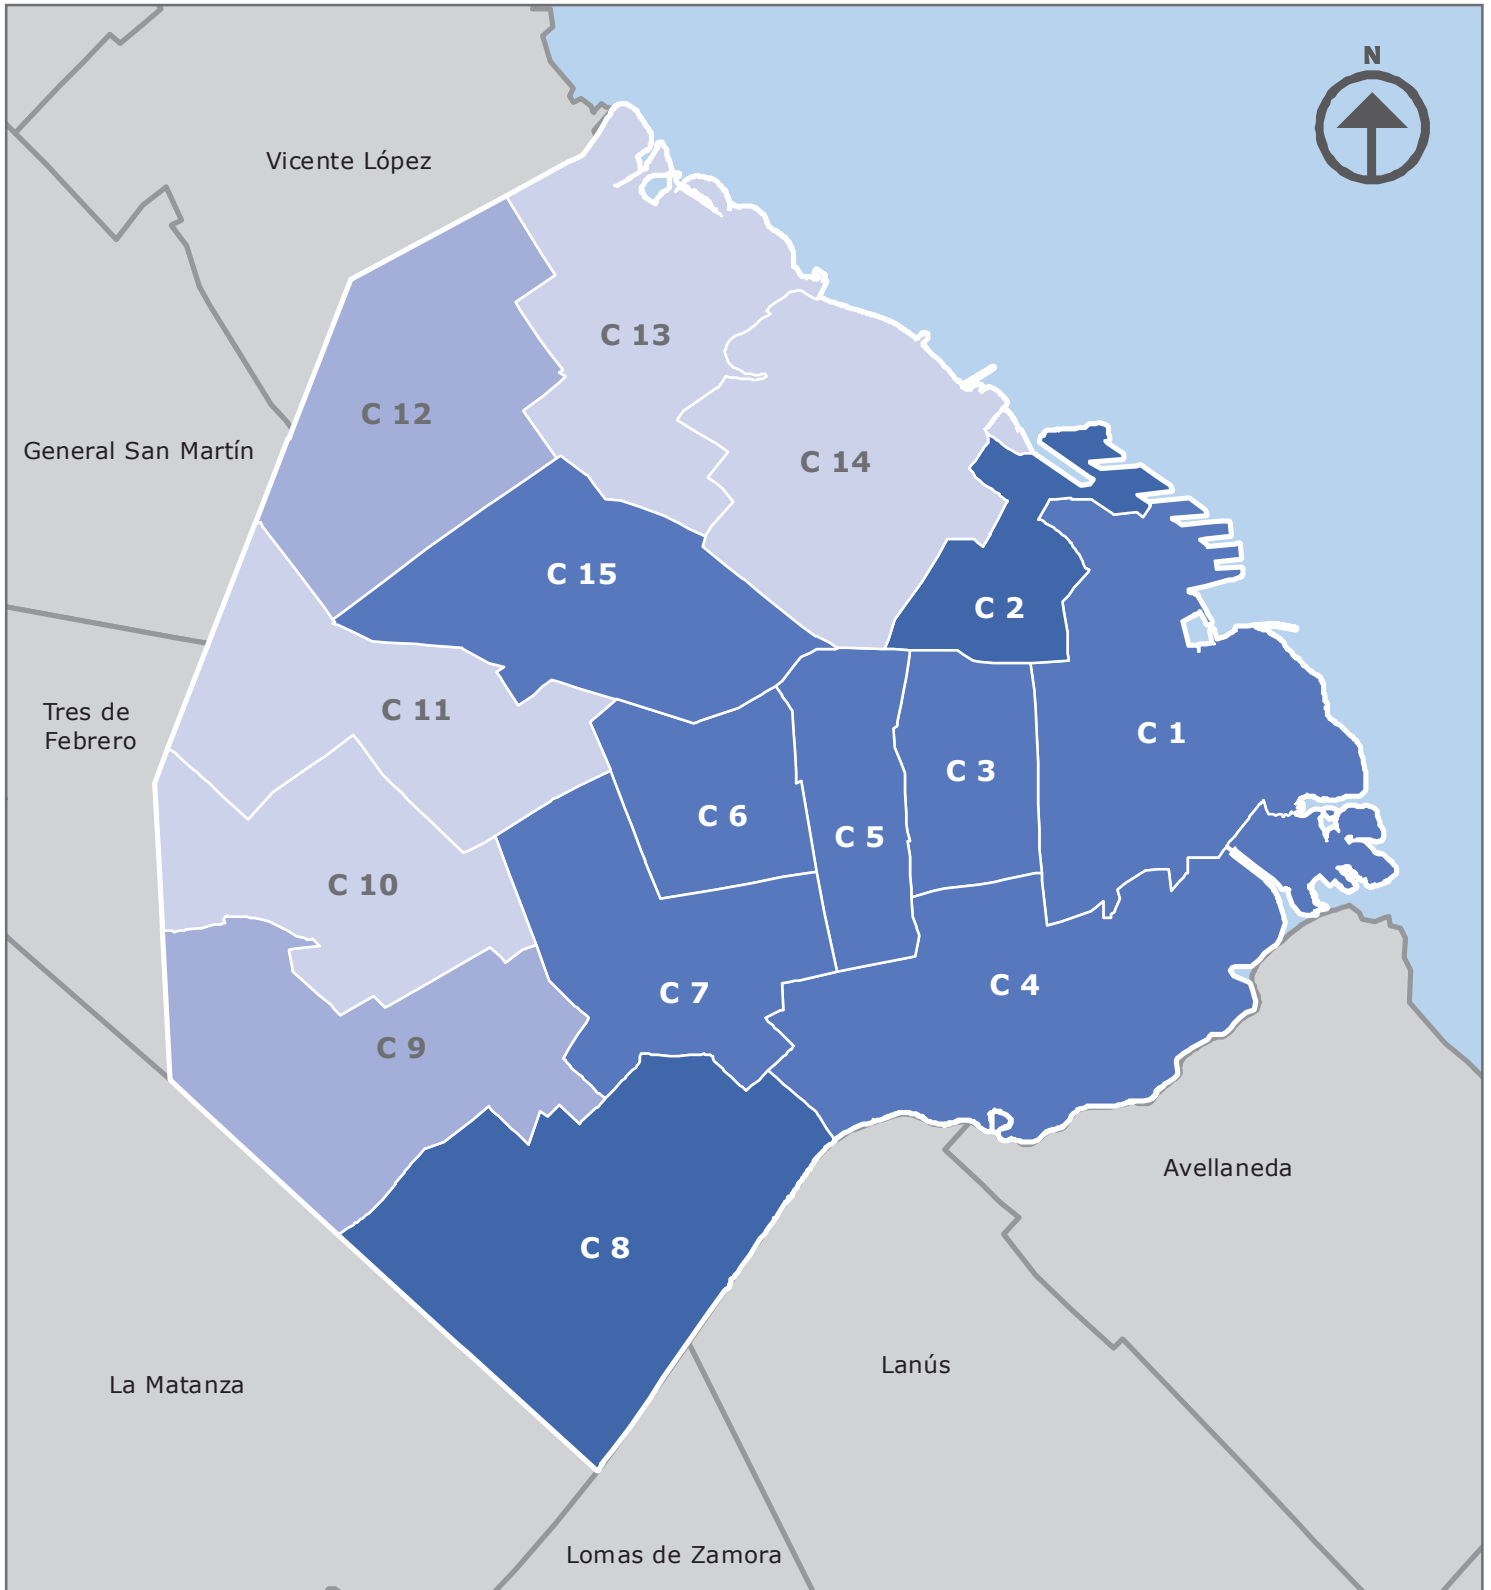 N
Vicente López
C 13
C 12
General San Martín
C 14
C 15
C 2
C 11
Tres de
Febrero
C 1
C 3
C 6
C 5
C 10
C 4
C 7
C 9
Avellaneda
C 8
Lanús
La Matanza
Lomas de Zamora